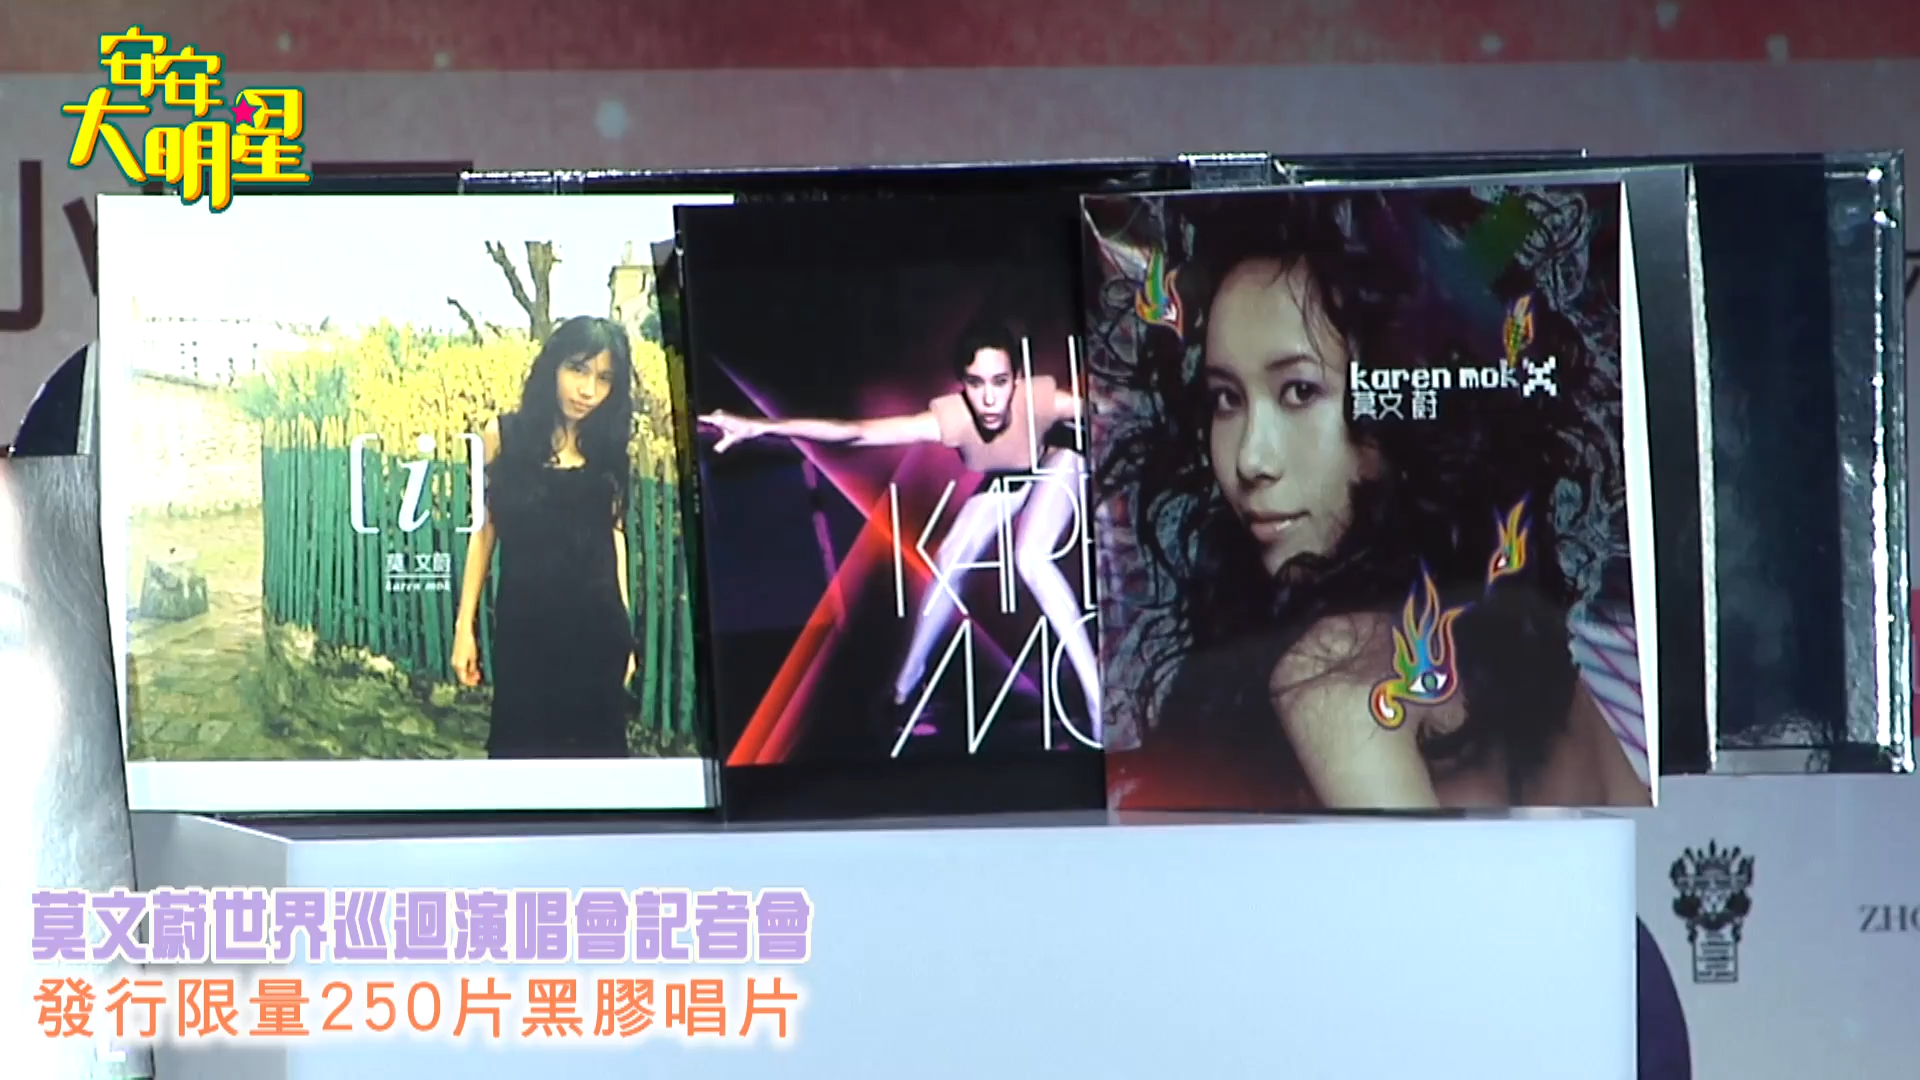 安安
大明星
[i]
莫文蔚
karen mok
LI
KARE
MO
karen mok X
莫文蔚
ZHO
莫文蔚世界巡迴演唱會記者會
發行限量250片黑膠唱片